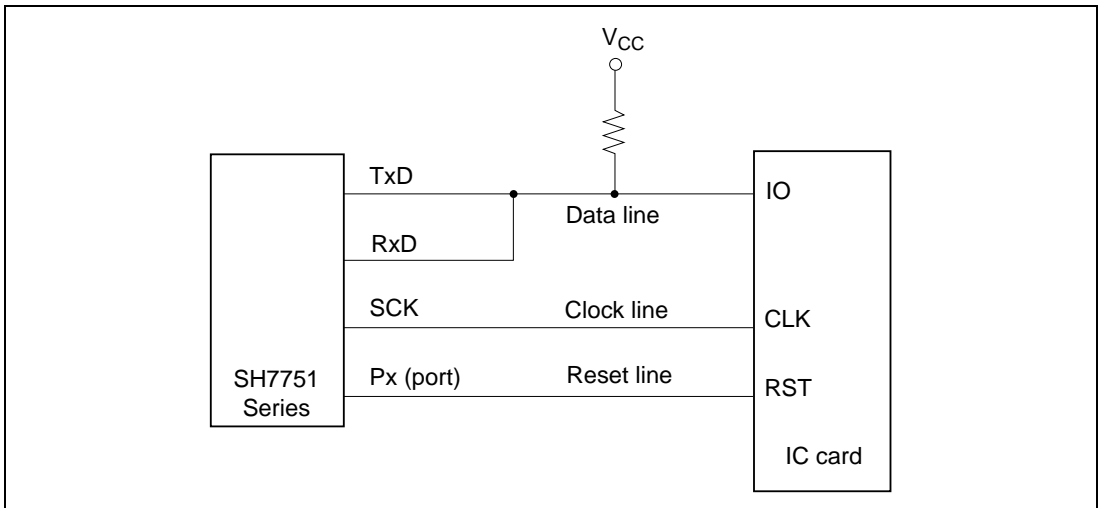 VCC
TxD
IO
Data line
RxD
SCK
Clock line
CLK
Px (port)
Reset line
RST
SH7751
Series
IC card